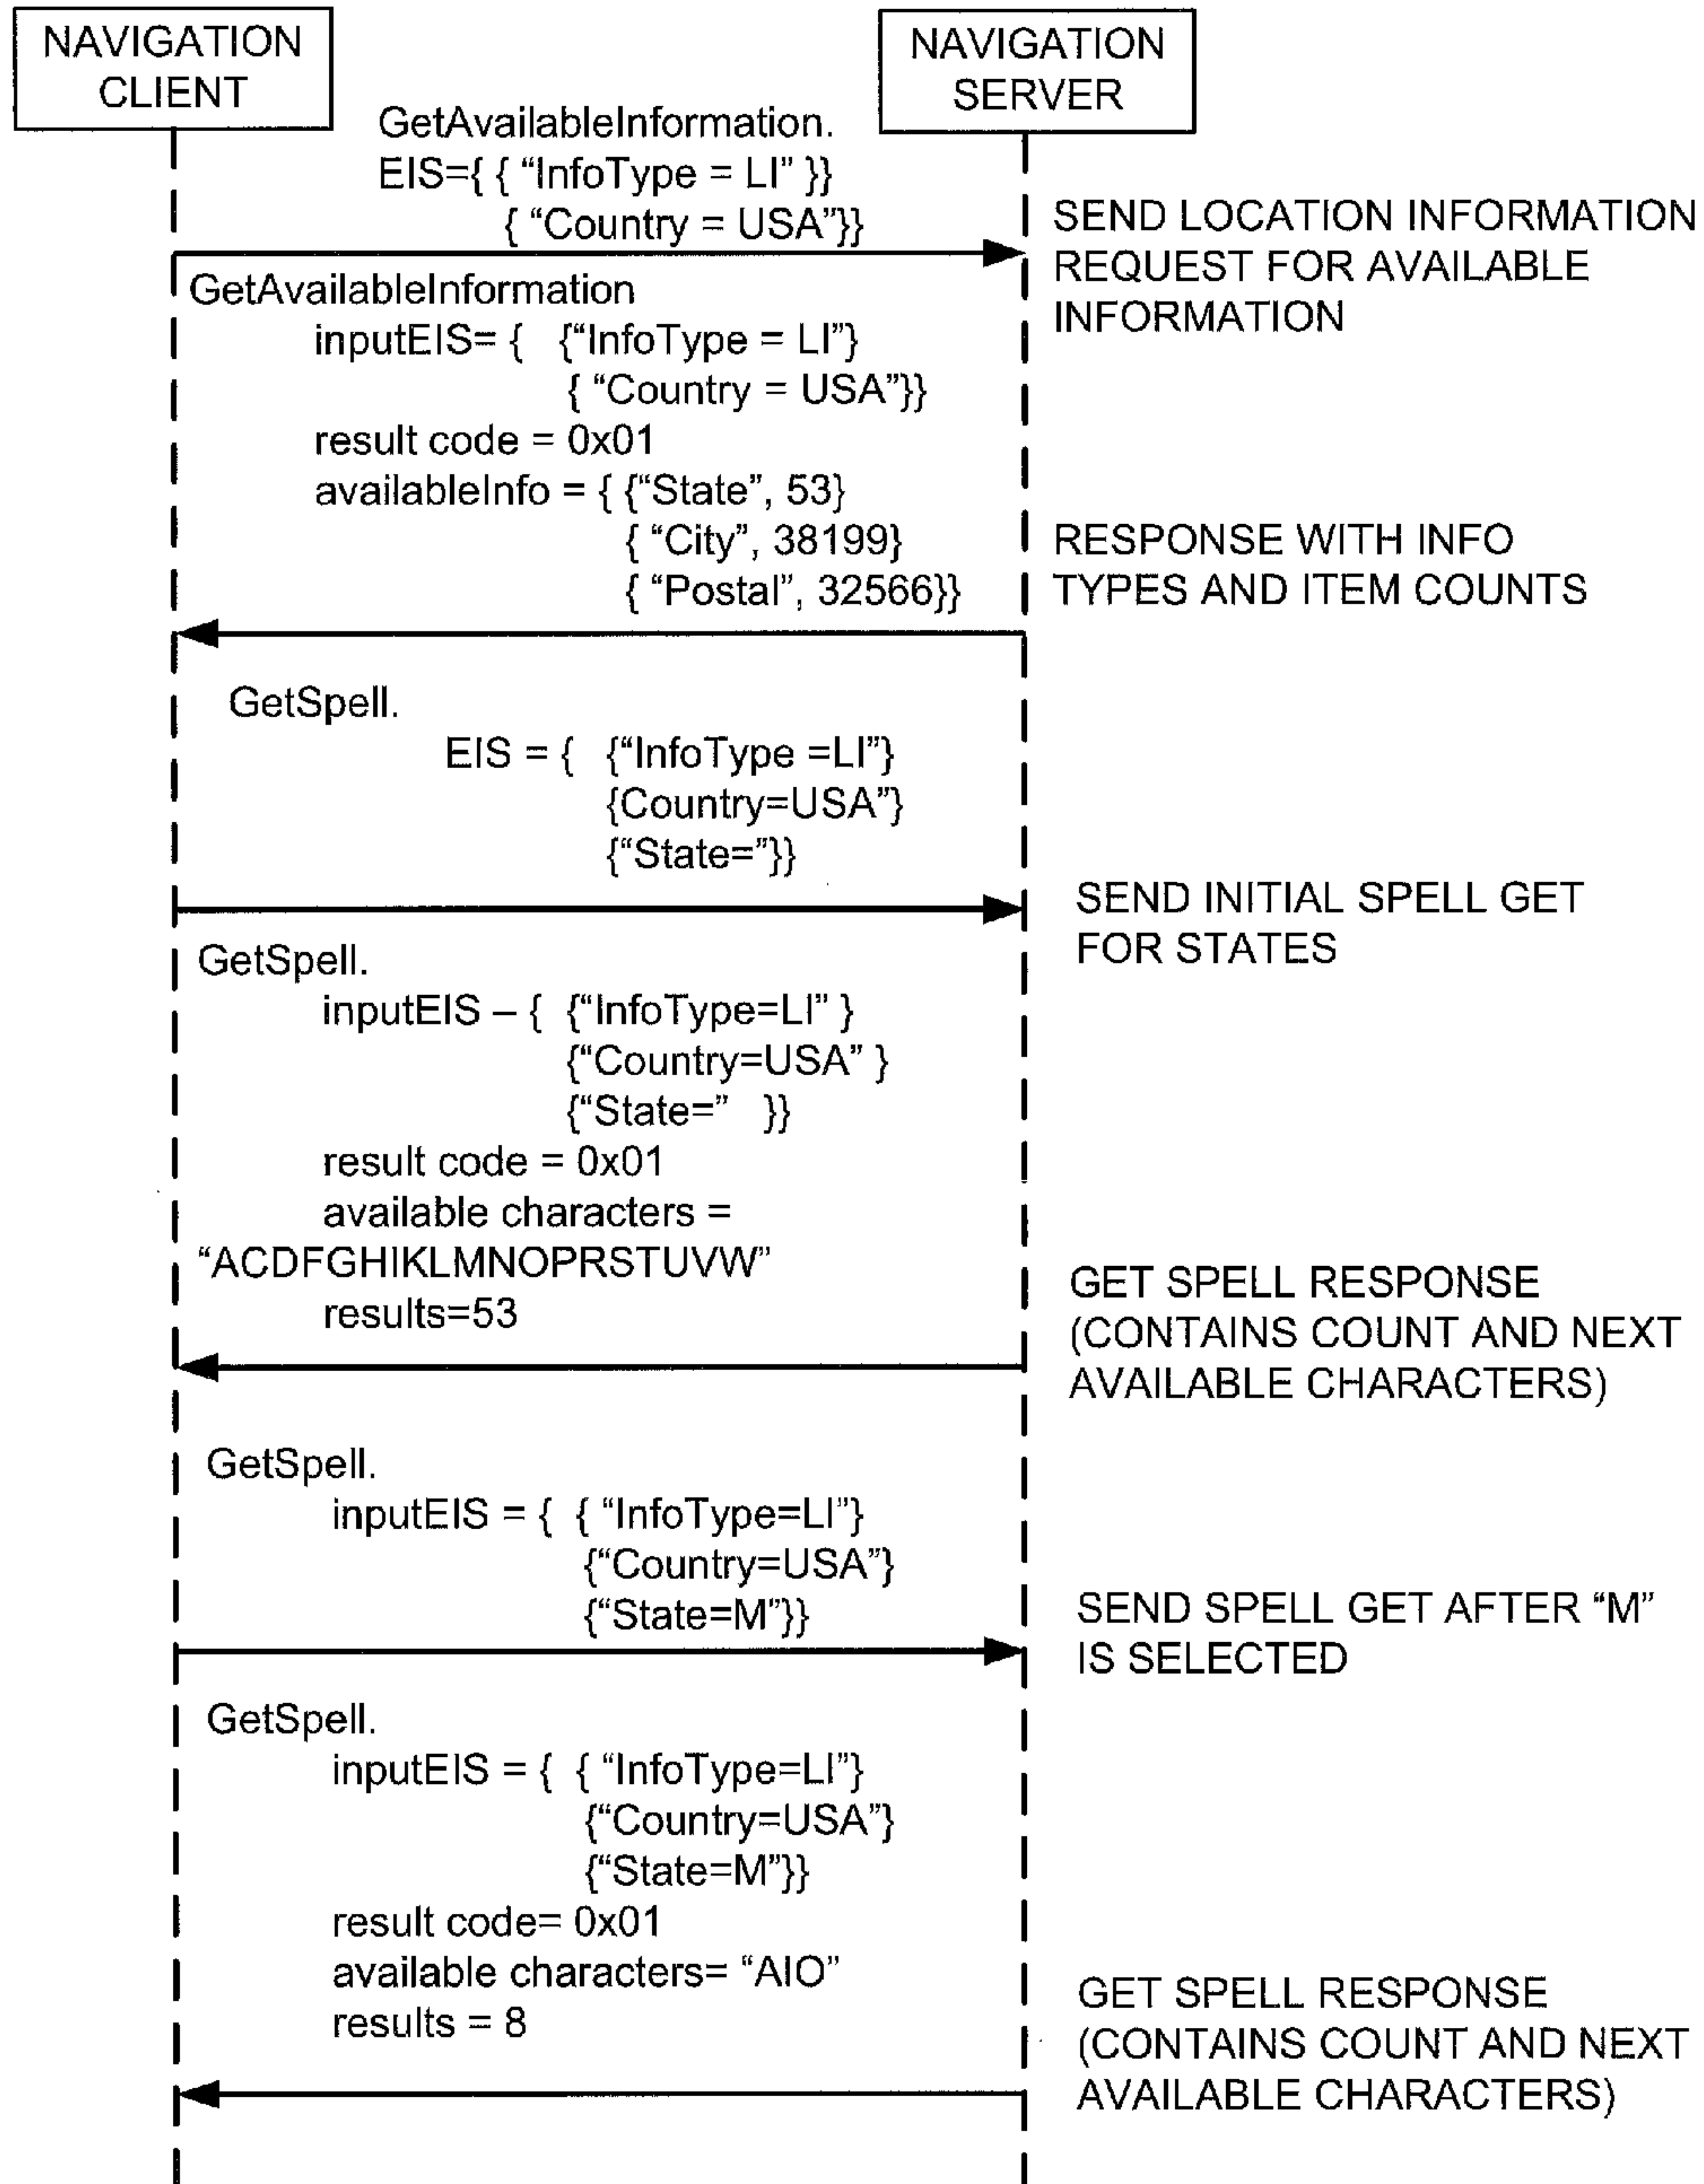 NAVIGATION
CLIENT
NAVIGATION
SERVER
GetAvailableInformation.
EIS={ { “InfoType = LI” }}
{ “Country = USA”}}
SEND LOCATION INFORMATION
REQUEST FOR AVAILABLE
INFORMATION
GetAvailableInformation
inputEIS= { {“InfoType = LI”}
{ “Country = USA”}}
result code = 0x01
availableInfo = { {“State”, 53}
{ “City”, 38199}
{ “Postal”, 32566}}
RESPONSE WITH INFO
TYPES AND ITEM COUNTS
GetSpell.
EIS = { {“InfoType =LI”}
{Country=USA”}
{“State=”}}
SEND INITIAL SPELL GET
FOR STATES
GetSpell.
inputEIS – { {“InfoType=LI” }
{“Country=USA” }
{“State=” }}
result code = 0x01
available characters =
“ACDFGHIKLMNOPRSTUVW”
results=53
GET SPELL RESPONSE
(CONTAINS COUNT AND NEXT
AVAILABLE CHARACTERS)
GetSpell.
inputEIS = { { “InfoType=LI”}
{“Country=USA”}
{“State=M”}}
SEND SPELL GET AFTER “M”
IS SELECTED
GetSpell.
inputEIS = { { “InfoType=LI”}
{“Country=USA”}
{“State=M”}}
result code= 0x01
available characters= “AIO”
results = 8
GET SPELL RESPONSE
(CONTAINS COUNT AND NEXT
AVAILABLE CHARACTERS)